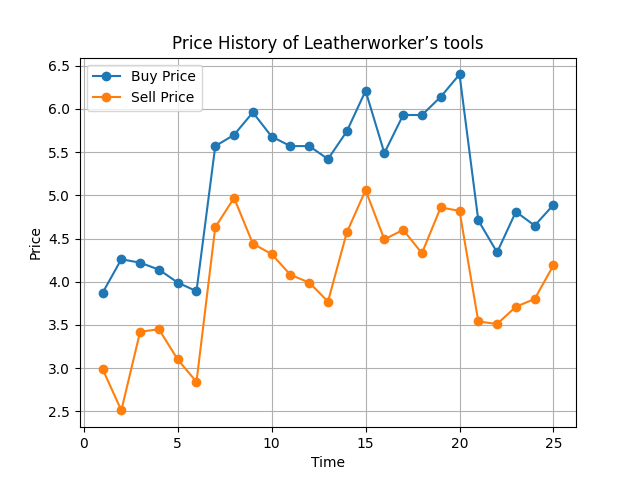 Price History of Leatherworker’s tools
Buy Price
Sell Price
6.5
6.0
5.5
5.0
4.5
4.0
3.5
3.0
2.5
Price
0 5 10 15 20 25
Time